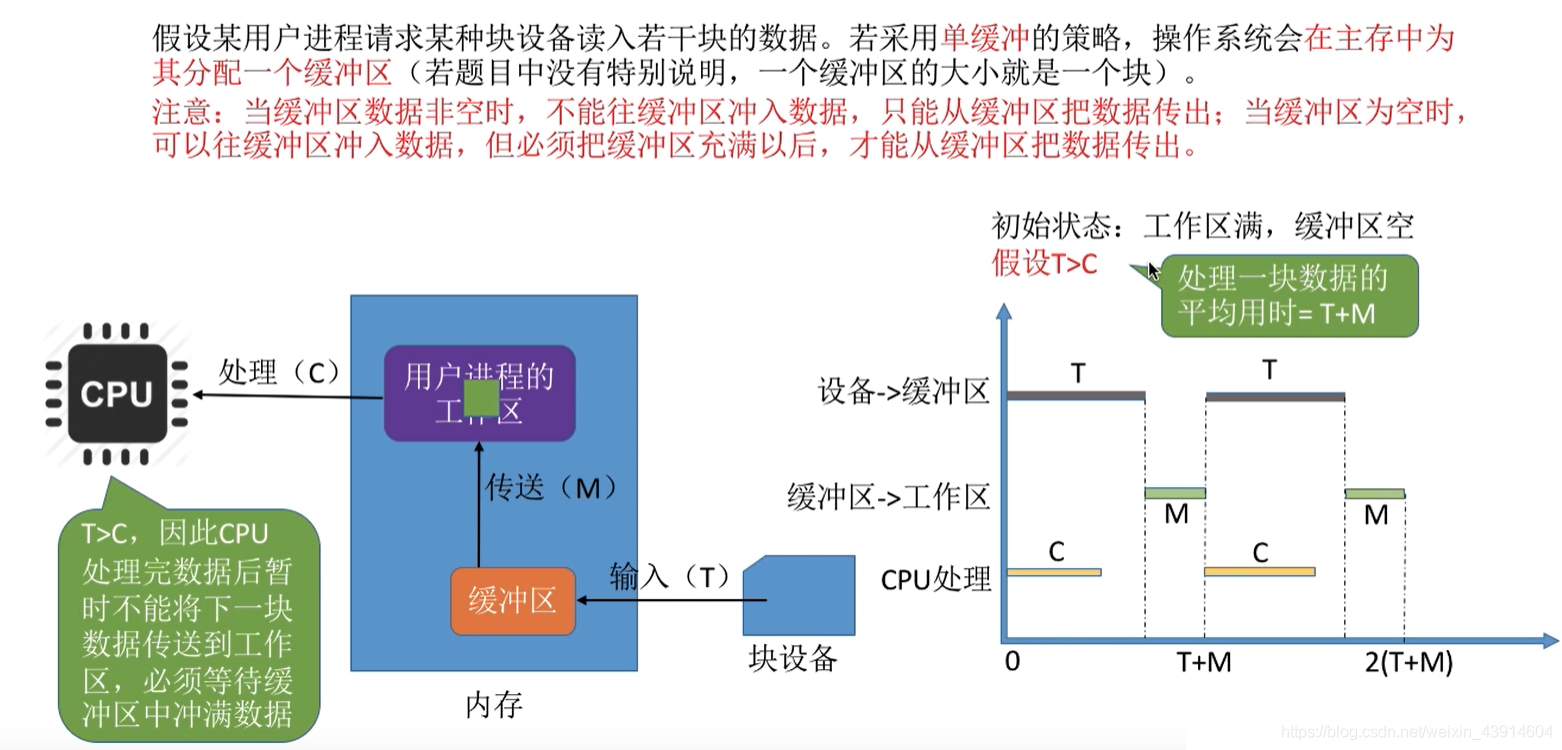 假设某用户进程请求某种块设备读入若干块的数据。若采用单缓冲的策略，操作系统会在主存中为
其分配一个缓冲区（若题目中没有特别说明，一个缓冲区的大小就是一个块）。
注意：当缓冲区数据非空时，不能往缓冲区冲入数据，只能从缓冲区把数据传出；当缓冲区为空时，
可以往缓冲区冲入数据，但必须把缓冲区充满以后，才能从缓冲区把数据传出。
初始状态：工作区满，缓冲区空
假设T>C
处理一块数据的
平均用时= T+M
CPU
处理（C）
用户进程的
工作区
传送（M）
缓冲区
输入（T）
块设备
内存
T>C，因此CPU
处理完数据后暂
时不能将下一块
数据传送到工作
区，必须等待缓
冲区中冲满数据
设备->缓冲区
T
T
缓冲区->工作区
M
M
CPU处理
C
C
0
T+M
2(T+M)
https://blog.csdn.net/weixin_43914604